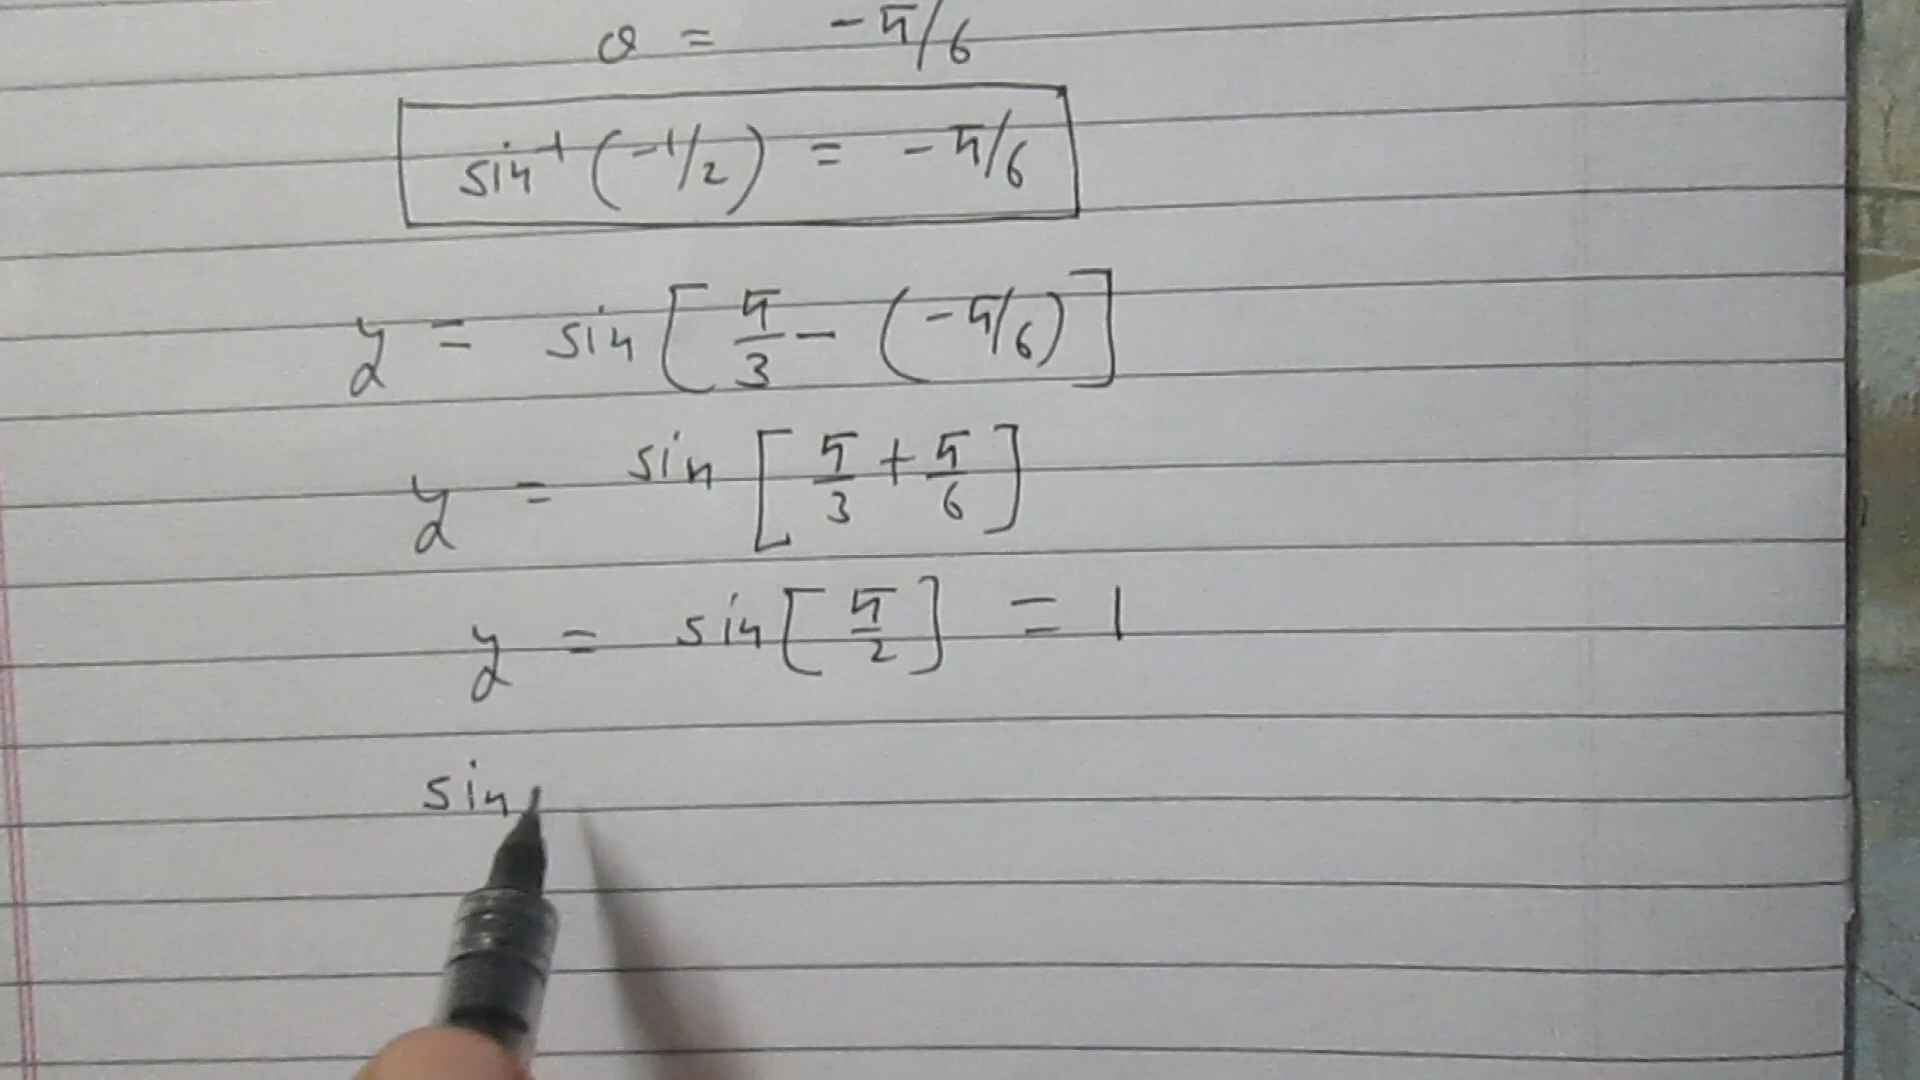 θ = -π/6
sin⁻¹ (-1/2) = -π/6
y = sin [ π/3 - (-π/6) ]
y = sin [ π/3 + π/6 ]
y = sin [ π/2 ] = 1
sin